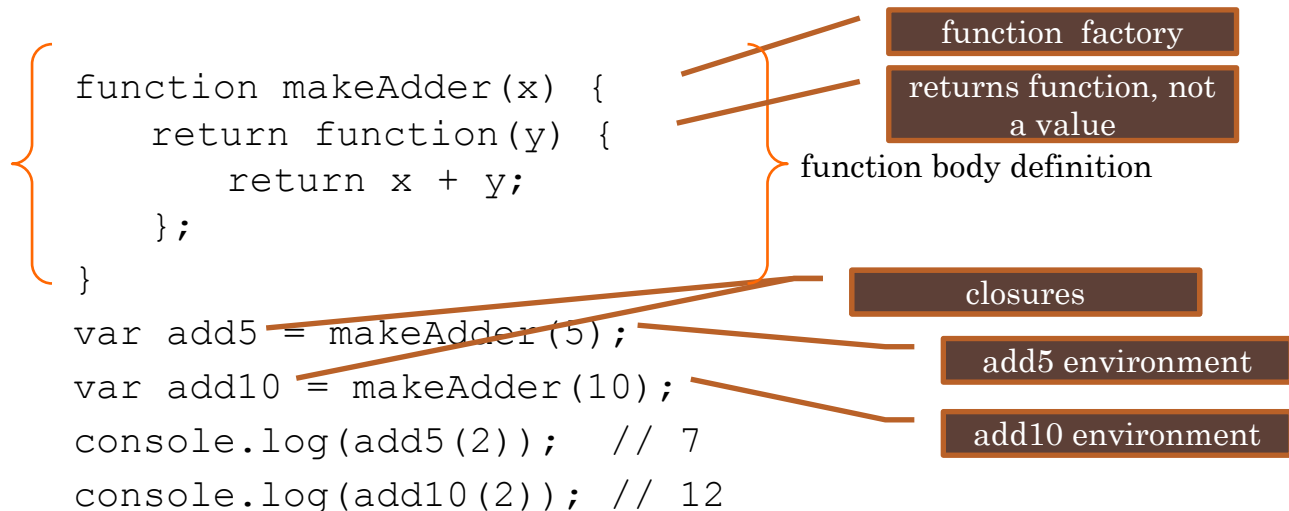 function factory
function makeAdder(x) {
returns function, not
a value
return function(y) {
function body definition
return x + y;
};
}
closures
var add5 = makeAdder(5);
add5 environment
var add10 = makeAdder(10);
add10 environment
console.log(add5(2)); // 7
console.log(add10(2)); // 12